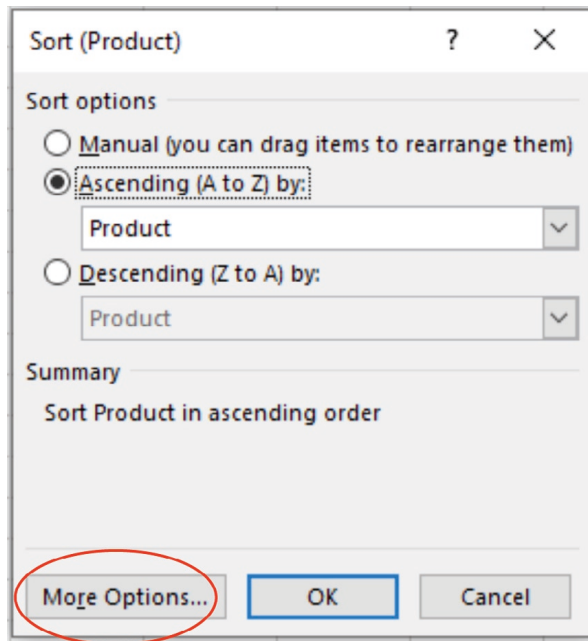 Sort (Product) ? X
Sort options
Manual (you can drag items to rearrange them)
Ascending (A to Z) by:
Product
Descending (Z to A) by:
Product
Summary
Sort Product in ascending order
More Options... OK Cancel